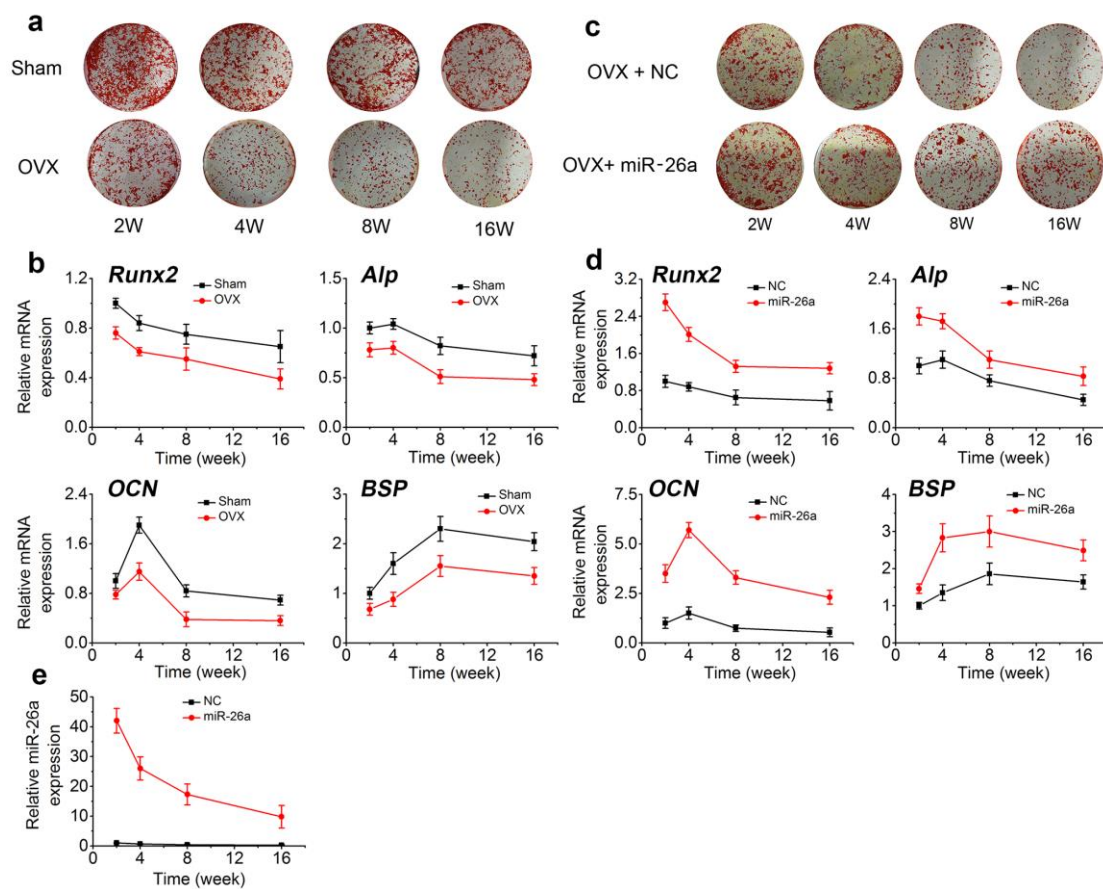 a
Sham
OVX
2W 4W 8W 16W
c
OVX + NC
OVX+ miR-26a
2W 4W 8W 16W
b
Runx2
Sham
OVX
Relative mRNA
expression
1.2
0.8
0.4
0.0
0 4 8 12 16
Time (week)
Alp
Sham
OVX
1.5
1.0
0.5
0.0
0 4 8 12 16
Time (week)
OCN
Sham
OVX
Relative mRNA
expression
2.4
1.6
0.8
0.0
0 4 8 12 16
Time (week)
BSP
Sham
OVX
3
2
1
0
0 4 8 12 16
Time (week)
d
Runx2
NC
miR-26a
Relative mRNA
expression
3.6
2.7
1.8
0.9
0.0
0 4 8 12 16
Time (week)
Alp
NC
miR-26a
2.4
1.6
0.8
0.0
0 4 8 12 16
Time (week)
OCN
NC
miR-26a
Relative mRNA
expression
7.5
5.0
2.5
0.0
0 4 8 12 16
Time (week)
BSP
NC
miR-26a
4
3
2
1
0
0 4 8 12 16
Time (week)
e
NC
miR-26a
Relative miR-26a
expression
50
40
30
20
10
0
0 4 8 12 16
Time (week)